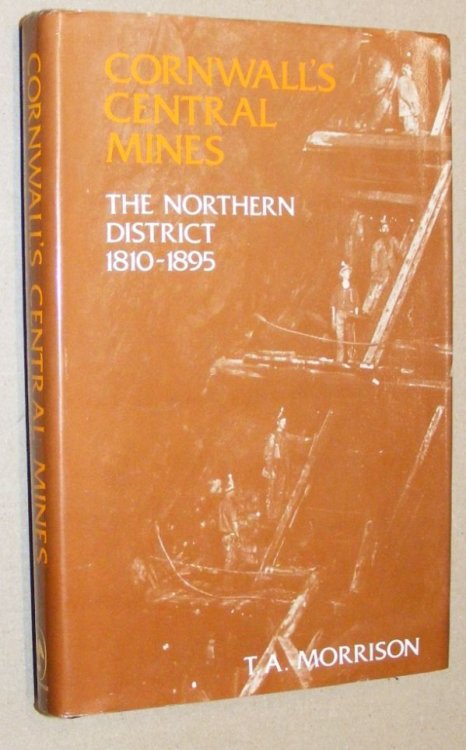 CORNWALL'S
CENTRAL
MINES
THE NORTHERN
DISTRICT
1810-1895
T. A. MORRISON
CORNWALL'S CENTRAL MINES